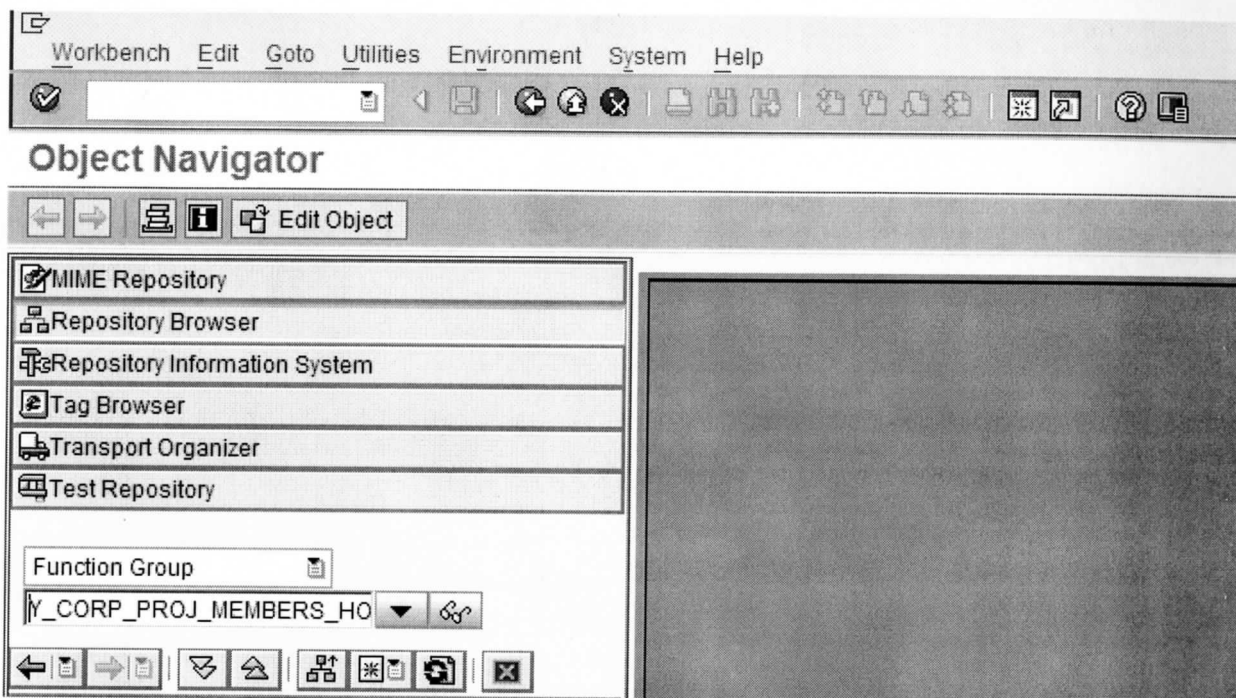 Workbench Edit Goto Utilities Environment System Help
Object Navigator
Edit Object
MIME Repository
Repository Browser
Repository Information System
Tag Browser
Transport Organizer
Test Repository
Function Group
Y_CORP_PROJ_MEMBERS_HO